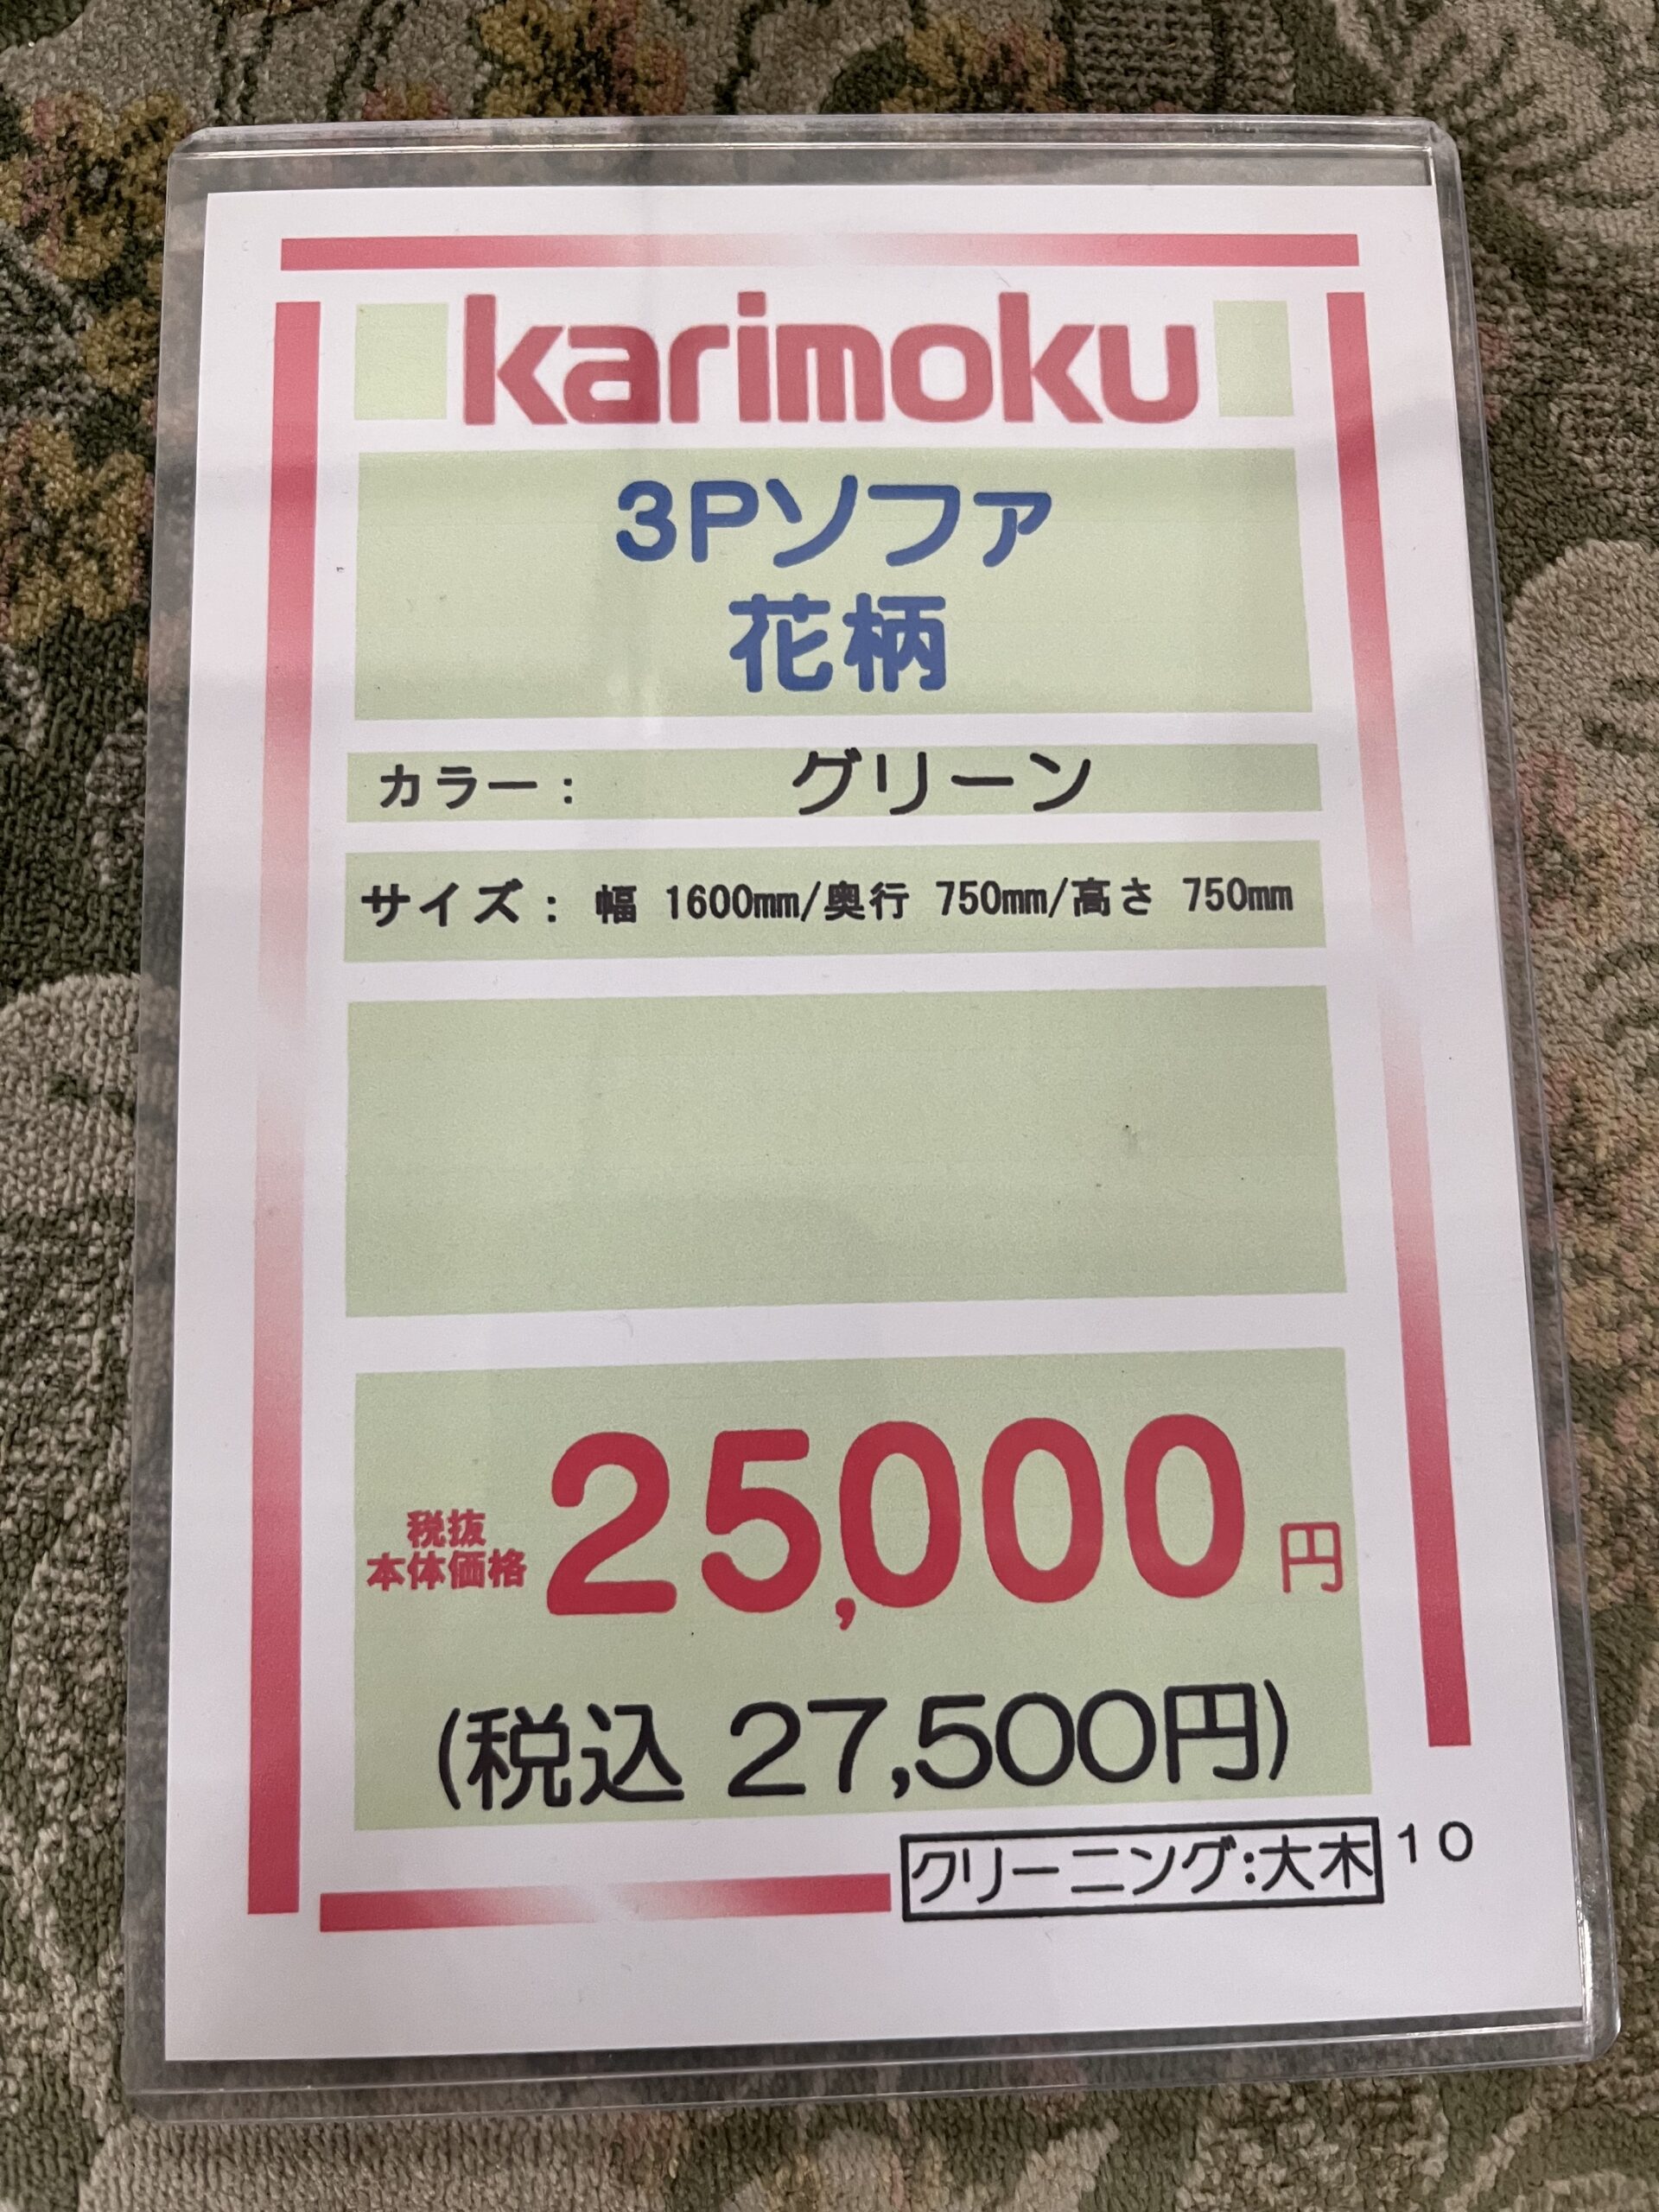 karimoku
3Pソファ
花柄
カラー： グリーン
サイズ： 幅 1600mm/奥行 750mm/高さ 750mm
税抜
本体価格 25,000円
(税込 27,500円)
クリーニング:大木 10